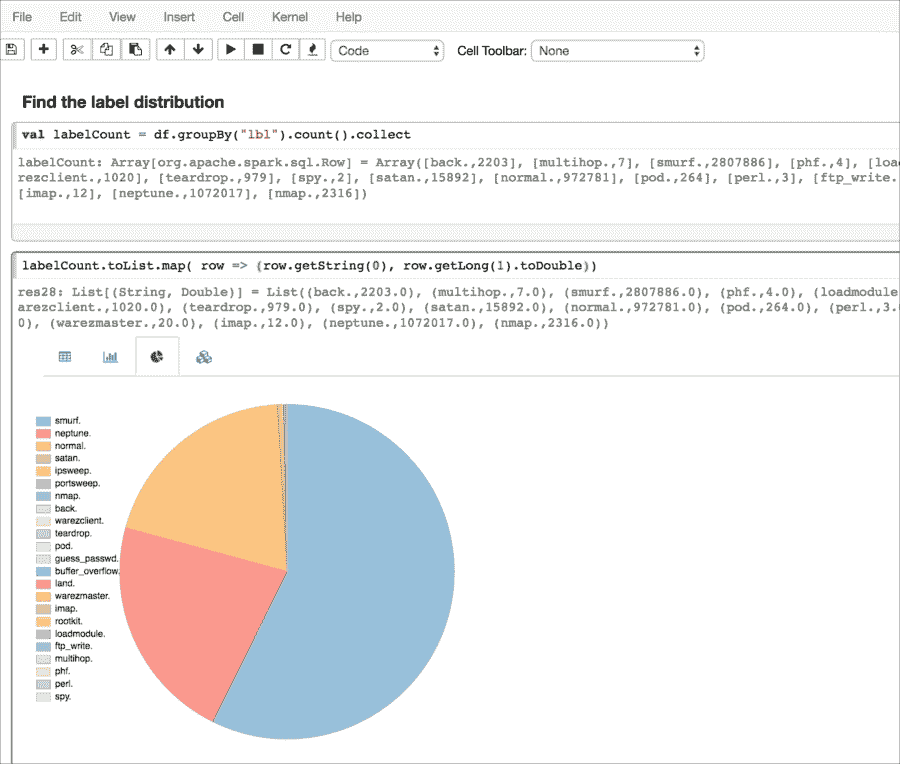 File Edit View Insert Cell Kernel Help
Code Cell Toolbar: None
Find the label distribution
val labelCount = df.groupBy("lbl").count().collect
labelCount: Array[org.apache.spark.sql.Row] = Array([back.,2203], [multihop.,7], [smurf.,2807886], [phf.,4], [loa
rezclient.,1020], [teardrop.,979], [spy.,2], [satan.,15892], [normal.,972781], [pod.,264], [perl.,3], [ftp_write.
[imap.,12], [neptune.,1072017], [nmap.,2316])
labelCount.toList.map( row => (row.getString(0), row.getLong(1).toDouble))
res28: List[(String, Double)] = List((back.,2203.0), (multihop.,7.0), (smurf.,2807886.0), (phf.,4.0), (loadmodule
arezclient.,1020.0), (teardrop.,979.0), (spy.,2.0), (satan.,15892.0), (normal.,972781.0), (pod.,264.0), (perl.,3.
0), (warezmaster.,20.0), (imap.,12.0), (neptune.,1072017.0), (nmap.,2316.0))
smurf.
neptune.
normal.
satan.
ipsweep.
portsweep.
nmap.
back.
warezclient.
teardrop.
pod.
guess_passwd.
buffer_overflow.
land.
warezmaster.
imap.
rootkit.
loadmodule.
ftp_write.
multihop.
phf.
perl.
spy.